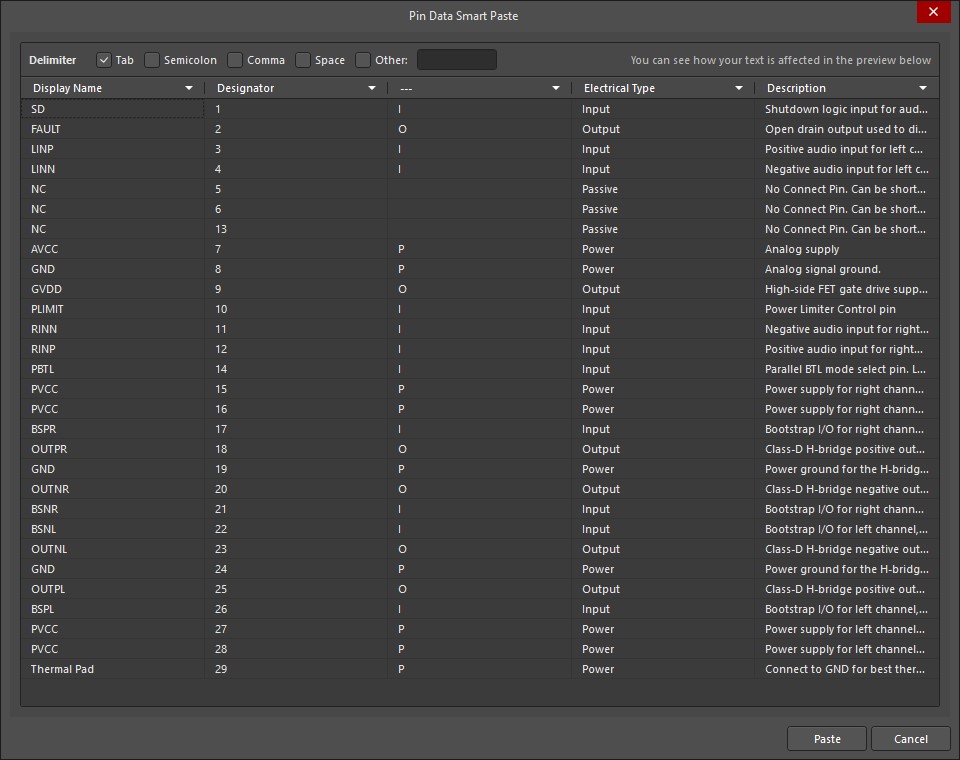 Pin Data Smart Paste
Delimiter Tab Semicolon Comma Space Other: You can see how your text is affected in the preview below
Display Name Designator --- Electrical Type Description
SD 1 I Input Shutdown logic input for aud...
FAULT 2 O Output Open drain output used to di...
LINP 3 I Input Positive audio input for left c...
LINN 4 I Input Negative audio input for left c...
NC 5 Passive No Connect Pin. Can be short...
NC 6 Passive No Connect Pin. Can be short...
NC 13 Passive No Connect Pin. Can be short...
AVCC 7 P Power Analog supply
GND 8 P Power Analog signal ground.
GVDD 9 O Output High-side FET gate drive supp...
PLIMIT 10 I Input Power Limiter Control pin
RINN 11 I Input Negative audio input for right...
RINP 12 I Input Positive audio input for right...
PBTL 14 I Input Parallel BTL mode select pin. L...
PVCC 15 P Power Power supply for right chann...
PVCC 16 P Power Power supply for right chann...
BSPR 17 I Input Bootstrap I/O for right chann...
OUTPR 18 O Output Class-D H-bridge positive out...
GND 19 P Power Power ground for the H-bridg...
OUTNR 20 O Output Class-D H-bridge negative out...
BSNR 21 I Input Bootstrap I/O for right chann...
BSNL 22 I Input Bootstrap I/O for left channel,...
OUTNL 23 O Output Class-D H-bridge negative out...
GND 24 P Power Power ground for the H-bridg...
OUTPL 25 O Output Class-D H-bridge positive out...
BSPL 26 I Input Bootstrap I/O for left channel,...
PVCC 27 P Power Power supply for left channel...
PVCC 28 P Power Power supply for left channel...
Thermal Pad 29 P Power Connect to GND for best ther...
Paste Cancel